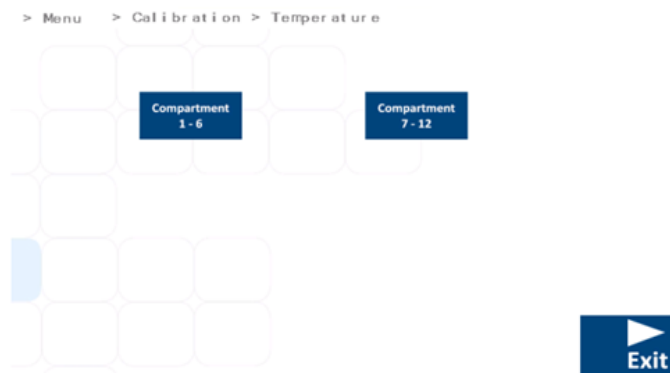 > Menu > Calibration > Temperature
Compartment
1 - 6
Compartment
7 - 12
Exit